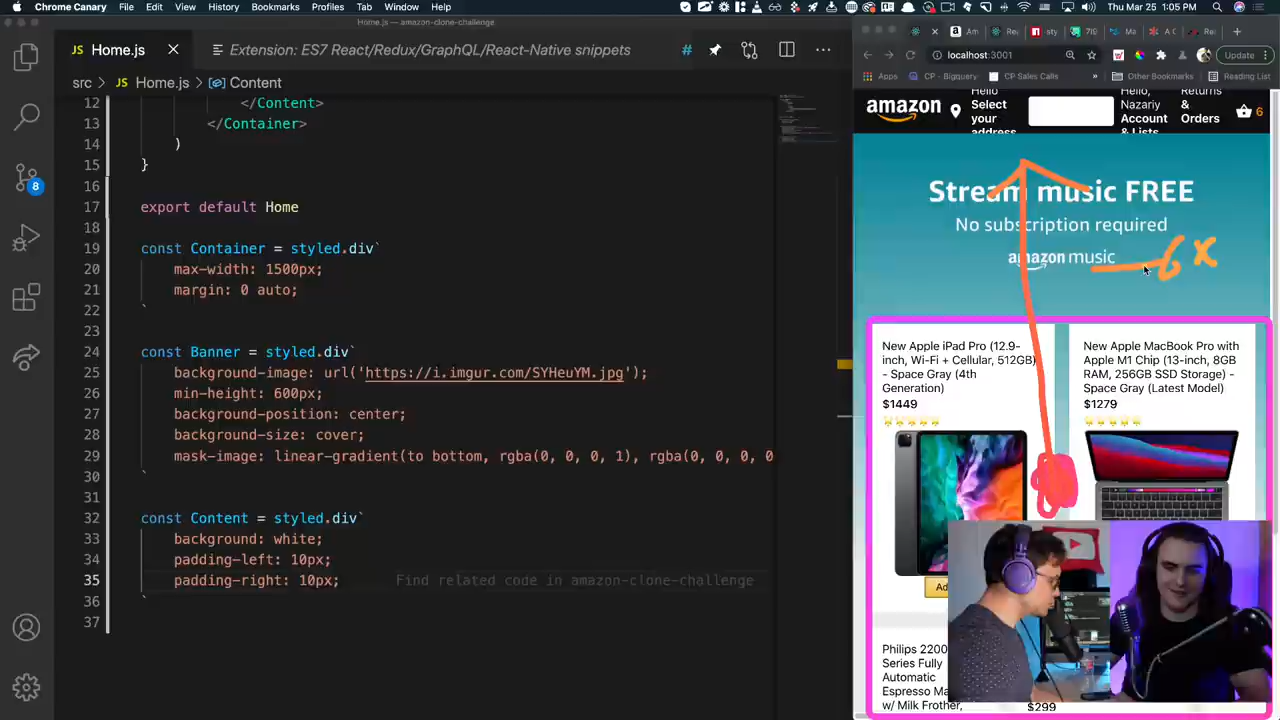 Chrome Canary File Edit View History Bookmarks Profiles Tab Window Help Thu Mar 25 1:05 PM
Home.js — amazon-clone-challenge
Home.js Extension: ES7 React/Redux/GraphQL/React-Native snippets
src > Home.js > Content
12 </Content>
13 </Container>
14 )
15 }
16
17 export default Home
18
19 const Container = styled.div`
20 max-width: 1500px;
21 margin: 0 auto;
22 `
23
24 const Banner = styled.div`
25 background-image: url('https://i.imgur.com/SYHeuYM.jpg');
26 min-height: 600px;
27 background-position: center;
28 background-size: cover;
29 mask-image: linear-gradient(to bottom, rgba(0, 0, 0, 1), rgba(0, 0, 0, 0
30 `
31
32 const Content = styled.div`
33 background: white;
34 padding-left: 10px;
35 padding-right: 10px; Find related code in amazon-clone-challenge
36 `
37
8
localhost:3001 Update
Apps CP - Bigquery CP Sales Calls » Other Bookmarks Reading List
amazon
Hello
Select
your
address
Hello,
Nazariy
Account
& Lists
Returns
&
Orders
6
Stream music FREE
No subscription required
amazon music
6x
New Apple iPad Pro (12.9-
inch, Wi-Fi + Cellular, 512GB)
- Space Gray (4th
Generation)
$1449
New Apple MacBook Pro with
Apple M1 Chip (13-inch, 8GB
RAM, 256GB SSD Storage) -
Space Gray (Latest Model)
$1279
Ad
Philips 2200
Series Fully
Automatic
Espresso Ma
w/ Milk Frother,
$299